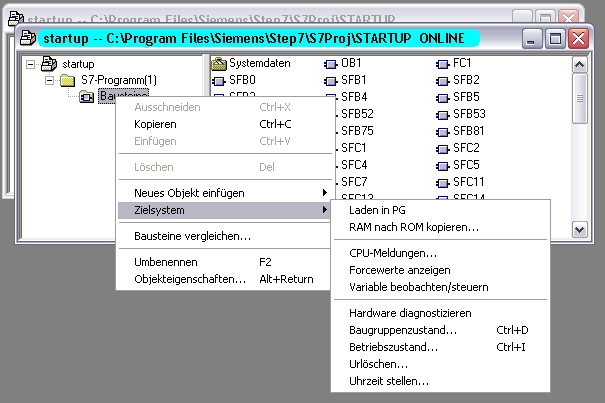 startup -- C:\Program Files\Siemens\Step7\S7Proj\STARTUP
startup -- C:\Program Files\Siemens\Step7\S7Proj\STARTUP ONLINE
startup
S7-Programm(1)
Bausteine
Systemdaten OB1 FC1
SFB0 SFB1 SFB2
SFB4 SFB5
SFB52 SFB53
SFB75 SFB81
SFC1 SFC2
SFC4 SFC5
SFC7 SFC11
SFC13 SFC14
Ausschneiden Ctrl+X
Kopieren Ctrl+C
Einfügen Ctrl+V
Löschen Del
Neues Objekt einfügen
Zielsystem
Bausteine vergleichen...
Umbenennen F2
Objekteigenschaften... Alt+Return
Laden in PG
RAM nach ROM kopieren...
CPU-Meldungen...
Forcewerte anzeigen
Variable beobachten/steuern
Hardware diagnostizieren
Baugruppenzustand... Ctrl+D
Betriebszustand... Ctrl+I
Urlöschen...
Uhrzeit stellen...